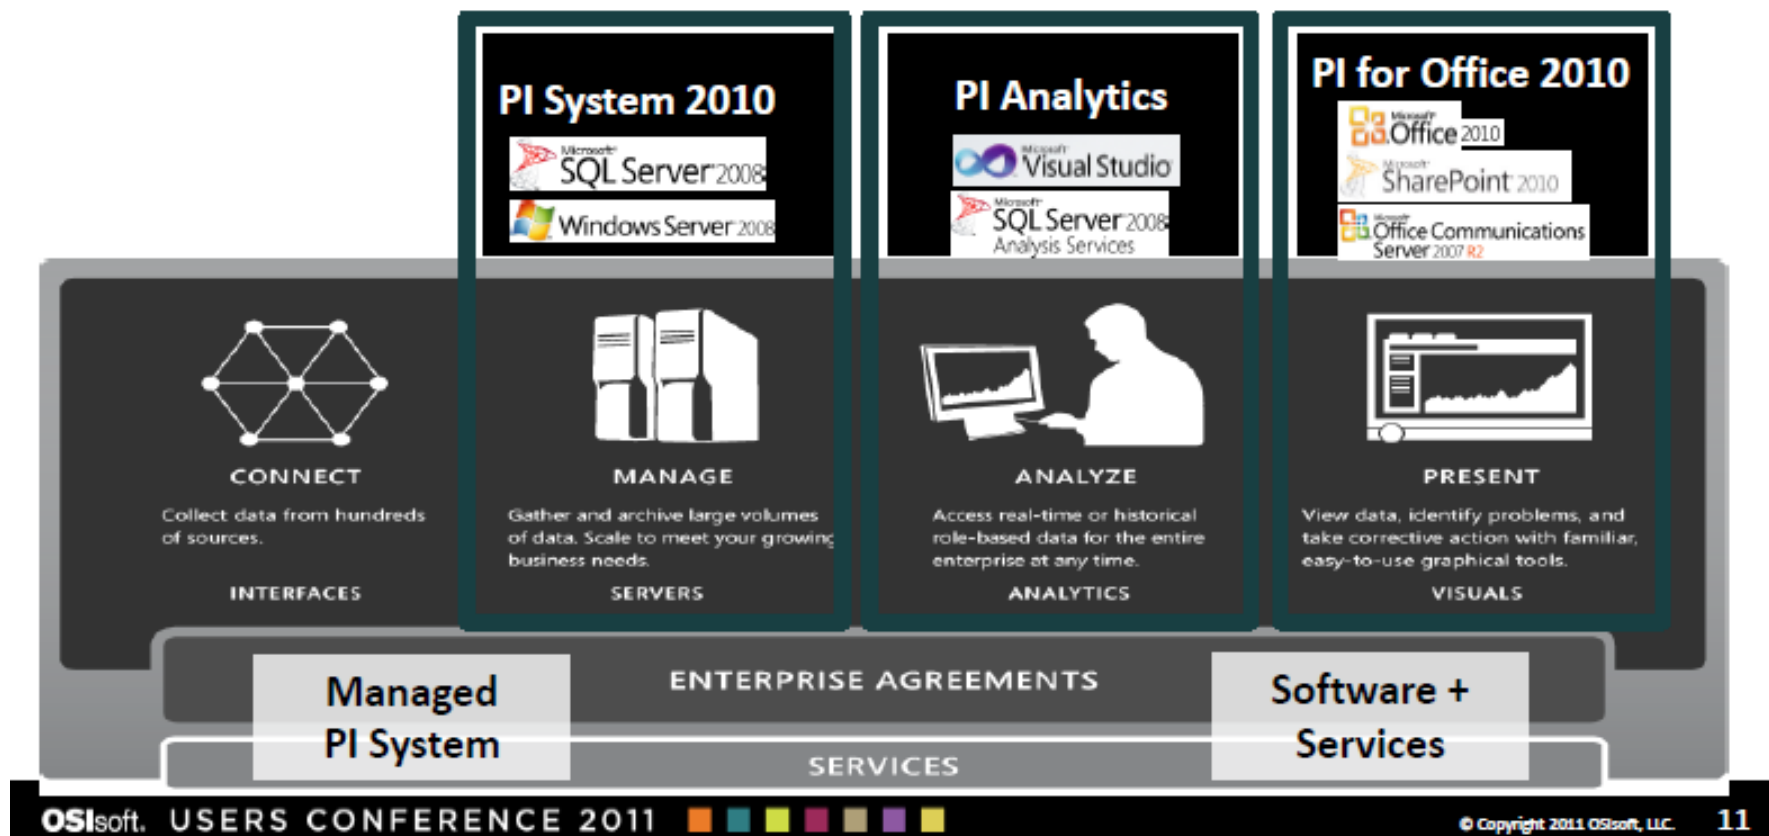 PI System 2010
Microsoft
SQL Server 2008
Windows Server 2008
PI Analytics
Microsoft
Visual Studio
Microsoft
SQL Server 2008
Analysis Services
PI for Office 2010
Microsoft
Office 2010
Microsoft
SharePoint 2010
Microsoft
Office Communications
Server 2007 R2
CONNECT
Collect data from hundreds
of sources.
INTERFACES
MANAGE
Gather and archive large volumes
of data. Scale to meet your growing
business needs.
SERVERS
ANALYZE
Access real-time or historical
role-based data for the entire
enterprise at any time.
ANALYTICS
PRESENT
View data, identify problems, and
take corrective action with familiar,
easy-to-use graphical tools.
VISUALS
Managed
PI System
ENTERPRISE AGREEMENTS
Software +
Services
SERVICES
OSIsoft. USERS CONFERENCE 2011
© Copyright 2011 OSIsoft, LLC.
11